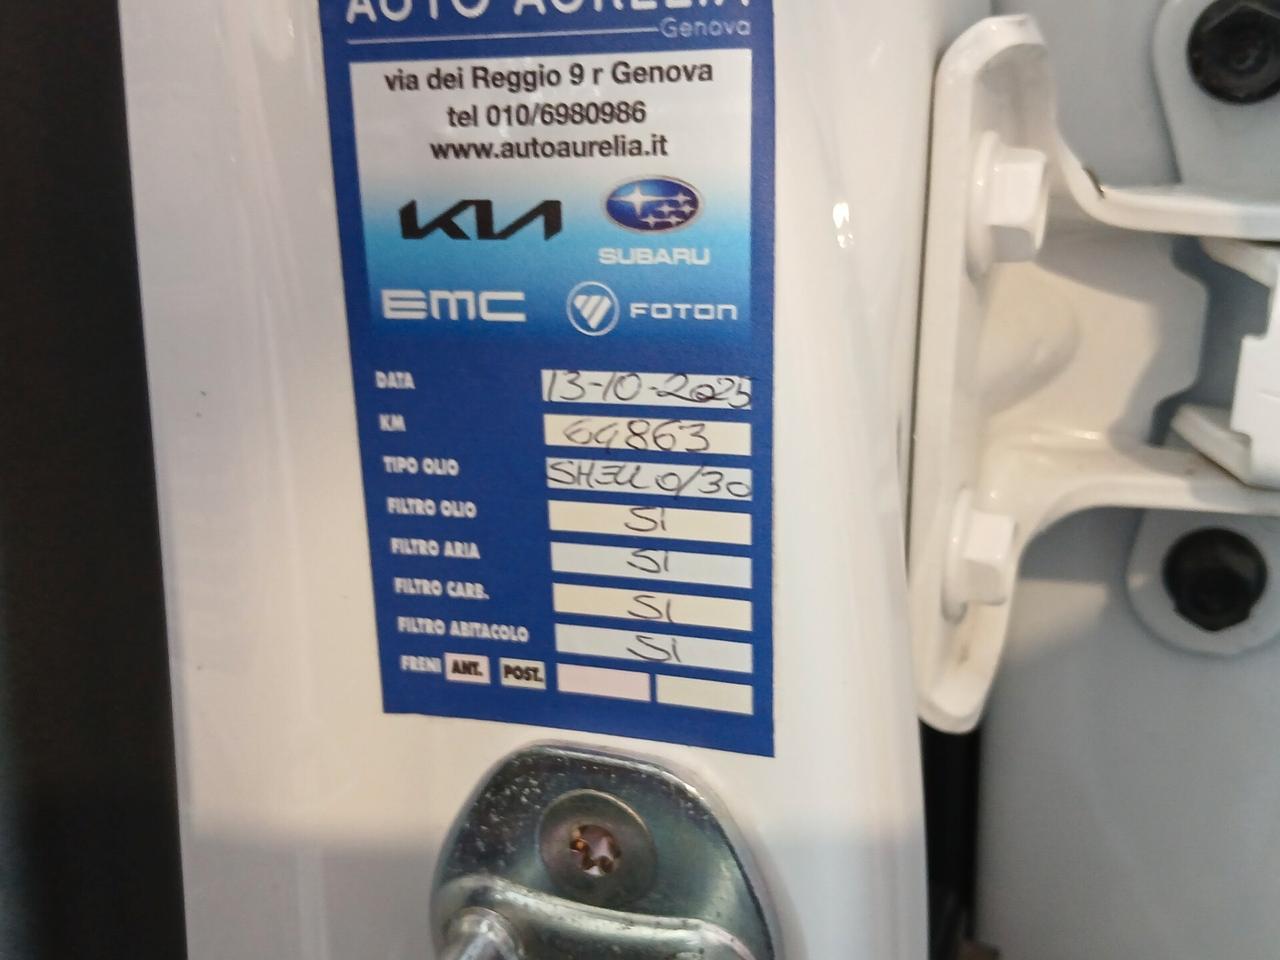 AUTO AURELIA
Genova
via dei Reggio 9 r Genova
tel 010/6980986
www.autoaurelia.it
KIA
SUBARU
EMC
FOTON
DATA 13-10-2025
KM 69863
TIPO OLIO SHELL 0/30
FILTRO OLIO SI
FILTRO ARIA SI
FILTRO CARB. SI
FILTRO ABITACOLO SI
FRENI ANT. POST.